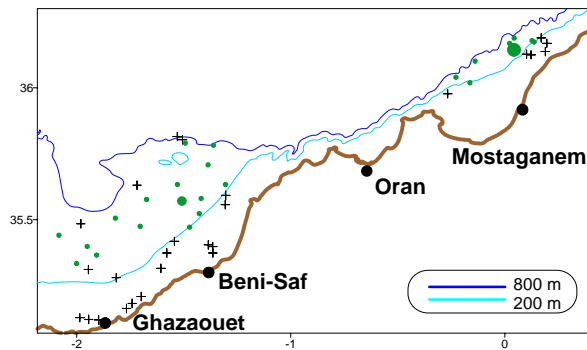 36
Mostaganem
Oran
35.5
Beni-Saf
800 m
200 m
Ghazaouet
-2
-1
0